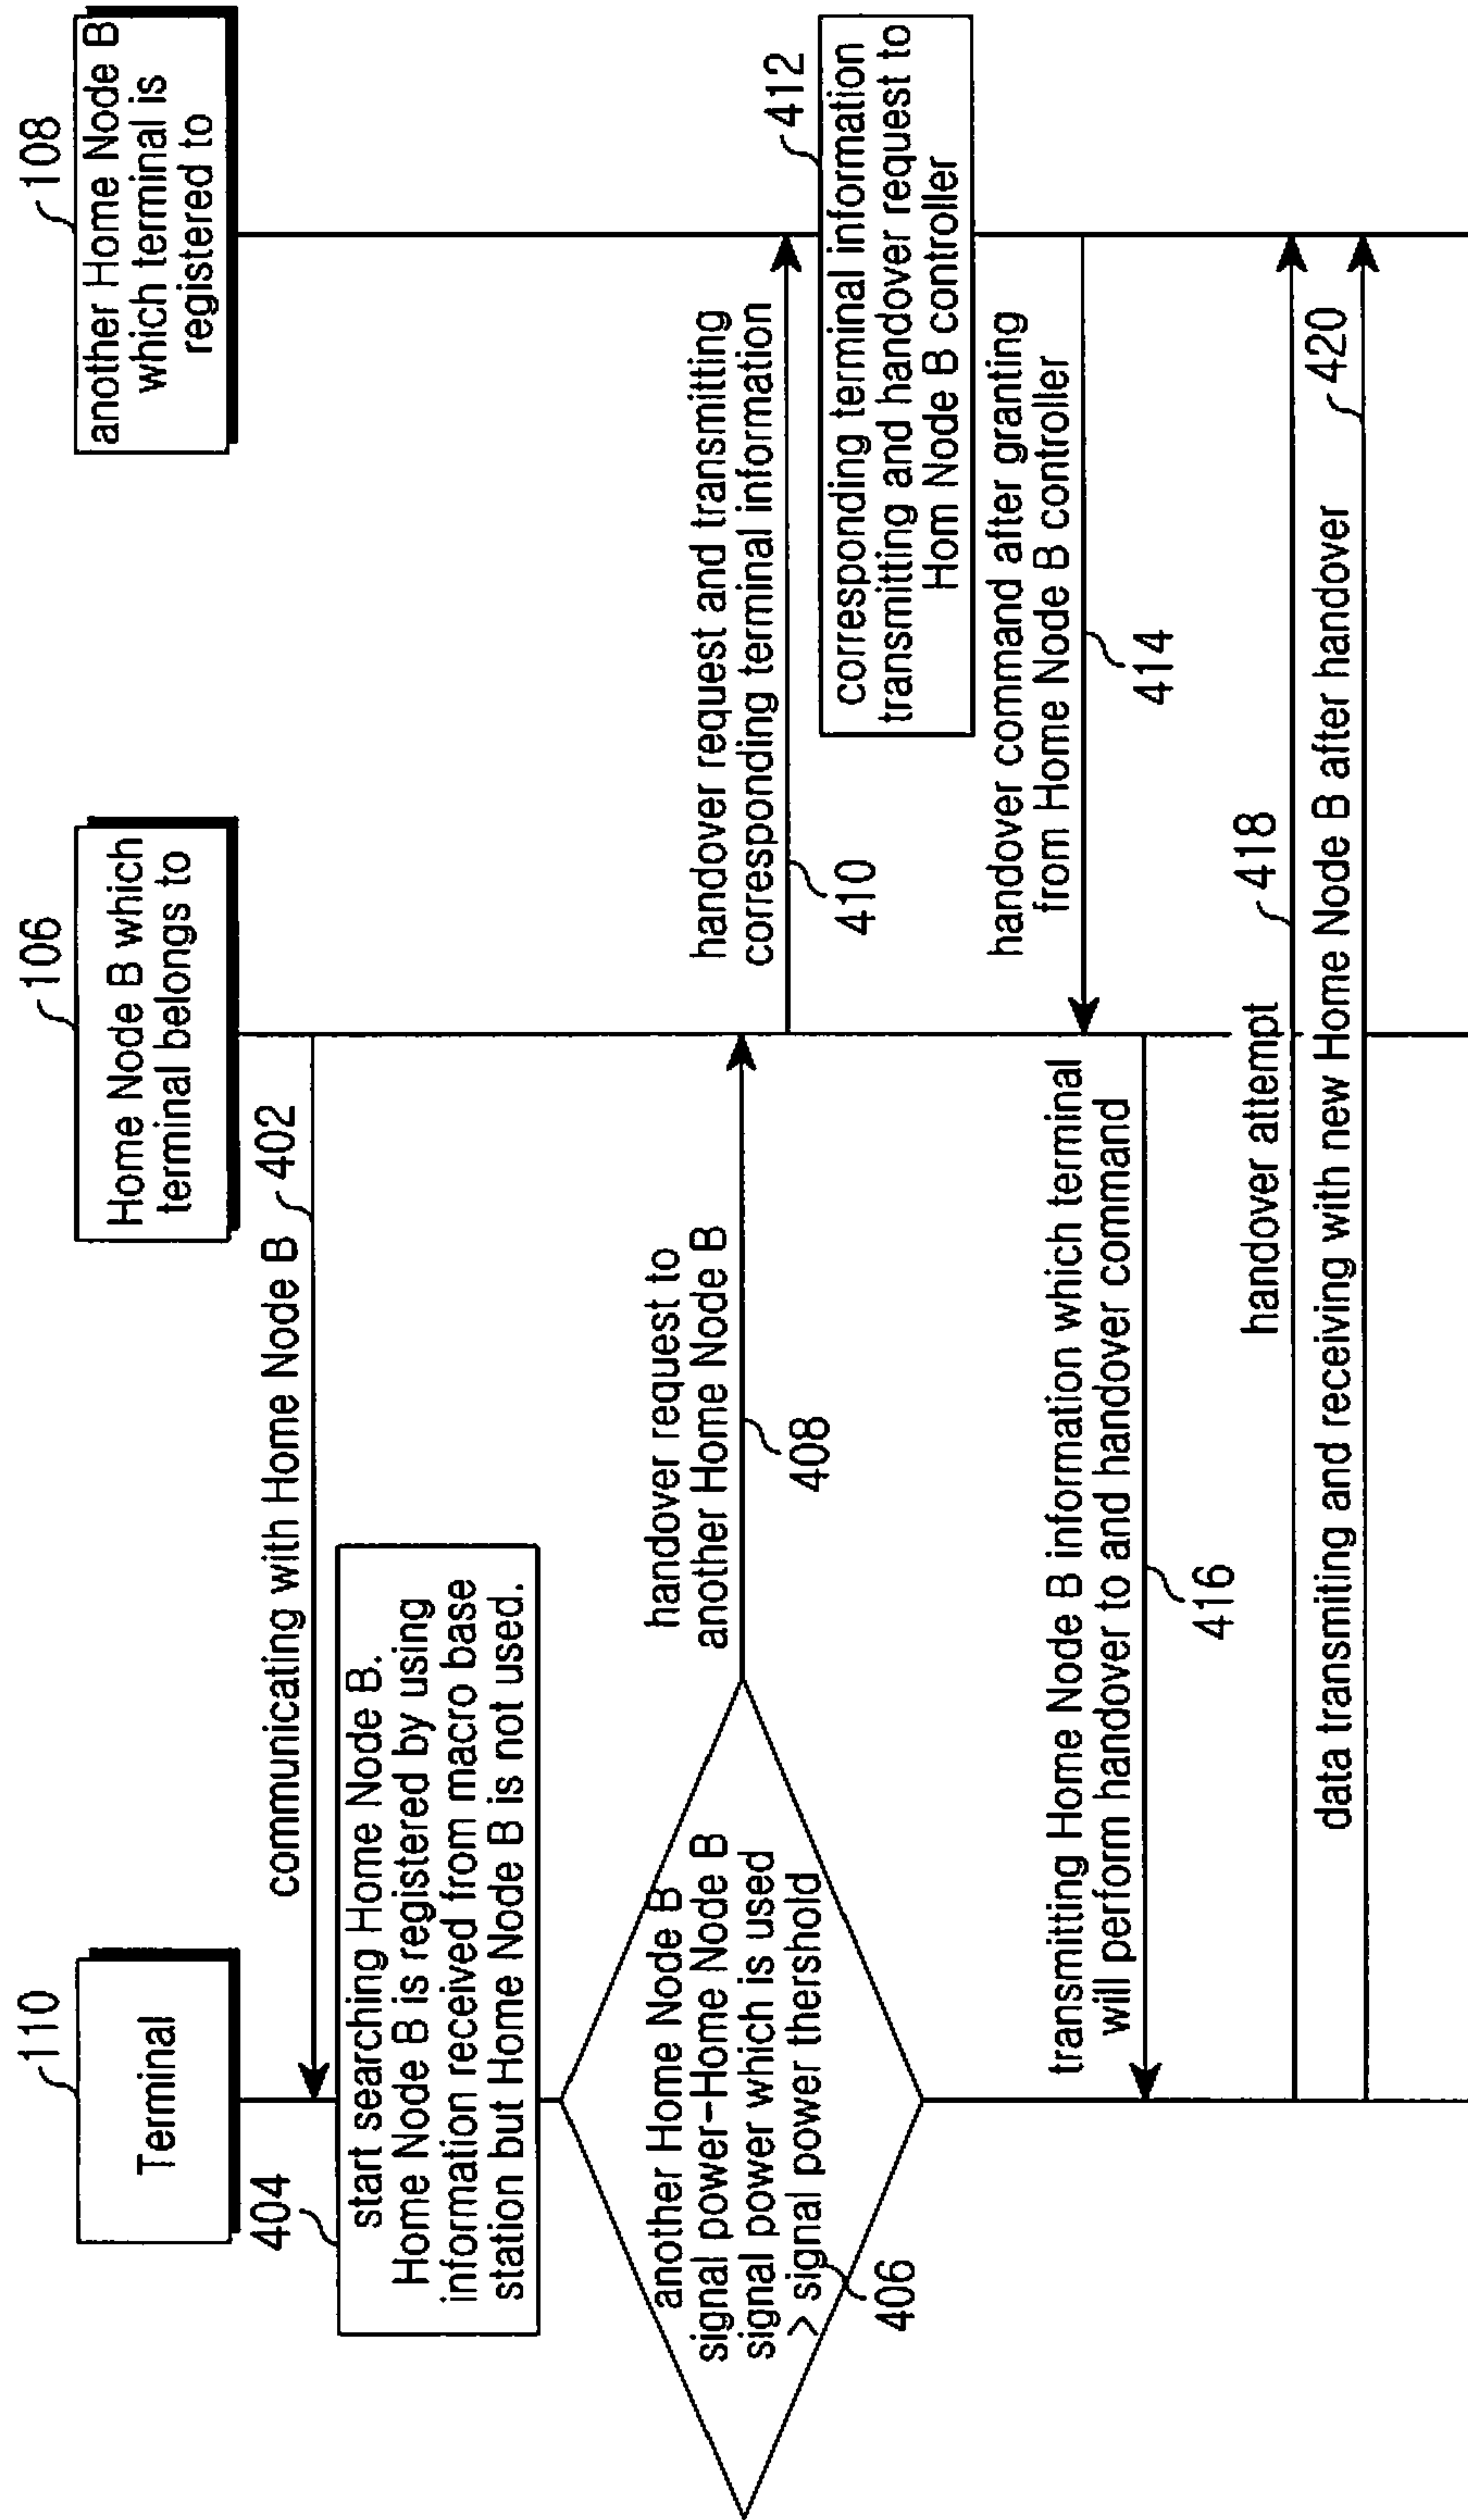 110
Terminal
106
Home Node B which
terminal belongs to
108
another Home Node B
which terminal is
registered to
communicating with Home Node B
402
404
start searching Home Node B.
Home Node B is registered by using
information received from macro base
station but Home Node B is not used.
another Home Node B
signal power-Home Node B
signal power which is used
> signal power thershold
406
handover request to
another Home Node B
408
handover request and transmitting
corresponding terminal information
410
412
corresponding terminal information
transmitting and handover request to
Hom Node B controller
handover command after granting
from Home Node B controller
414
transmitting Home Node B information which terminal
will perform handover to and handover command
416
handover attempt
418
data transmiting and receiving with new Home Node B after handover
420